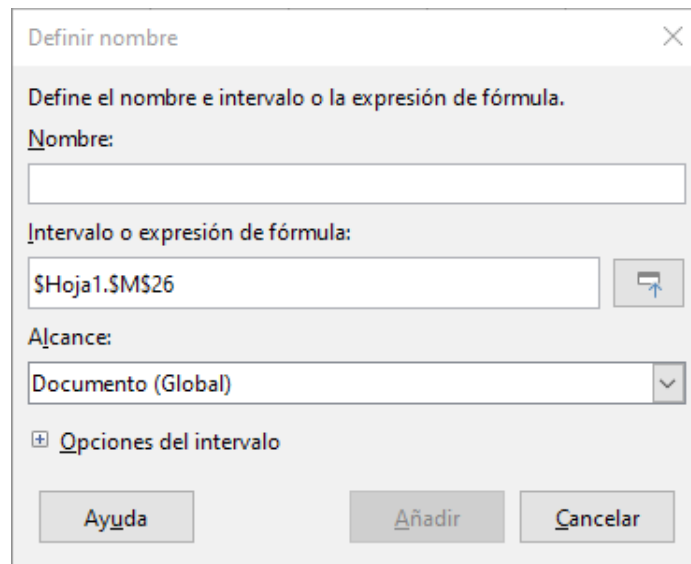 Definir nombre
Define el nombre e intervalo o la expresión de fórmula.
Nombre:
Intervalo o expresión de fórmula:
$Hoja1.$M$26
Alcance:
Documento (Global)
Opciones del intervalo
Ayuda Añadir Cancelar